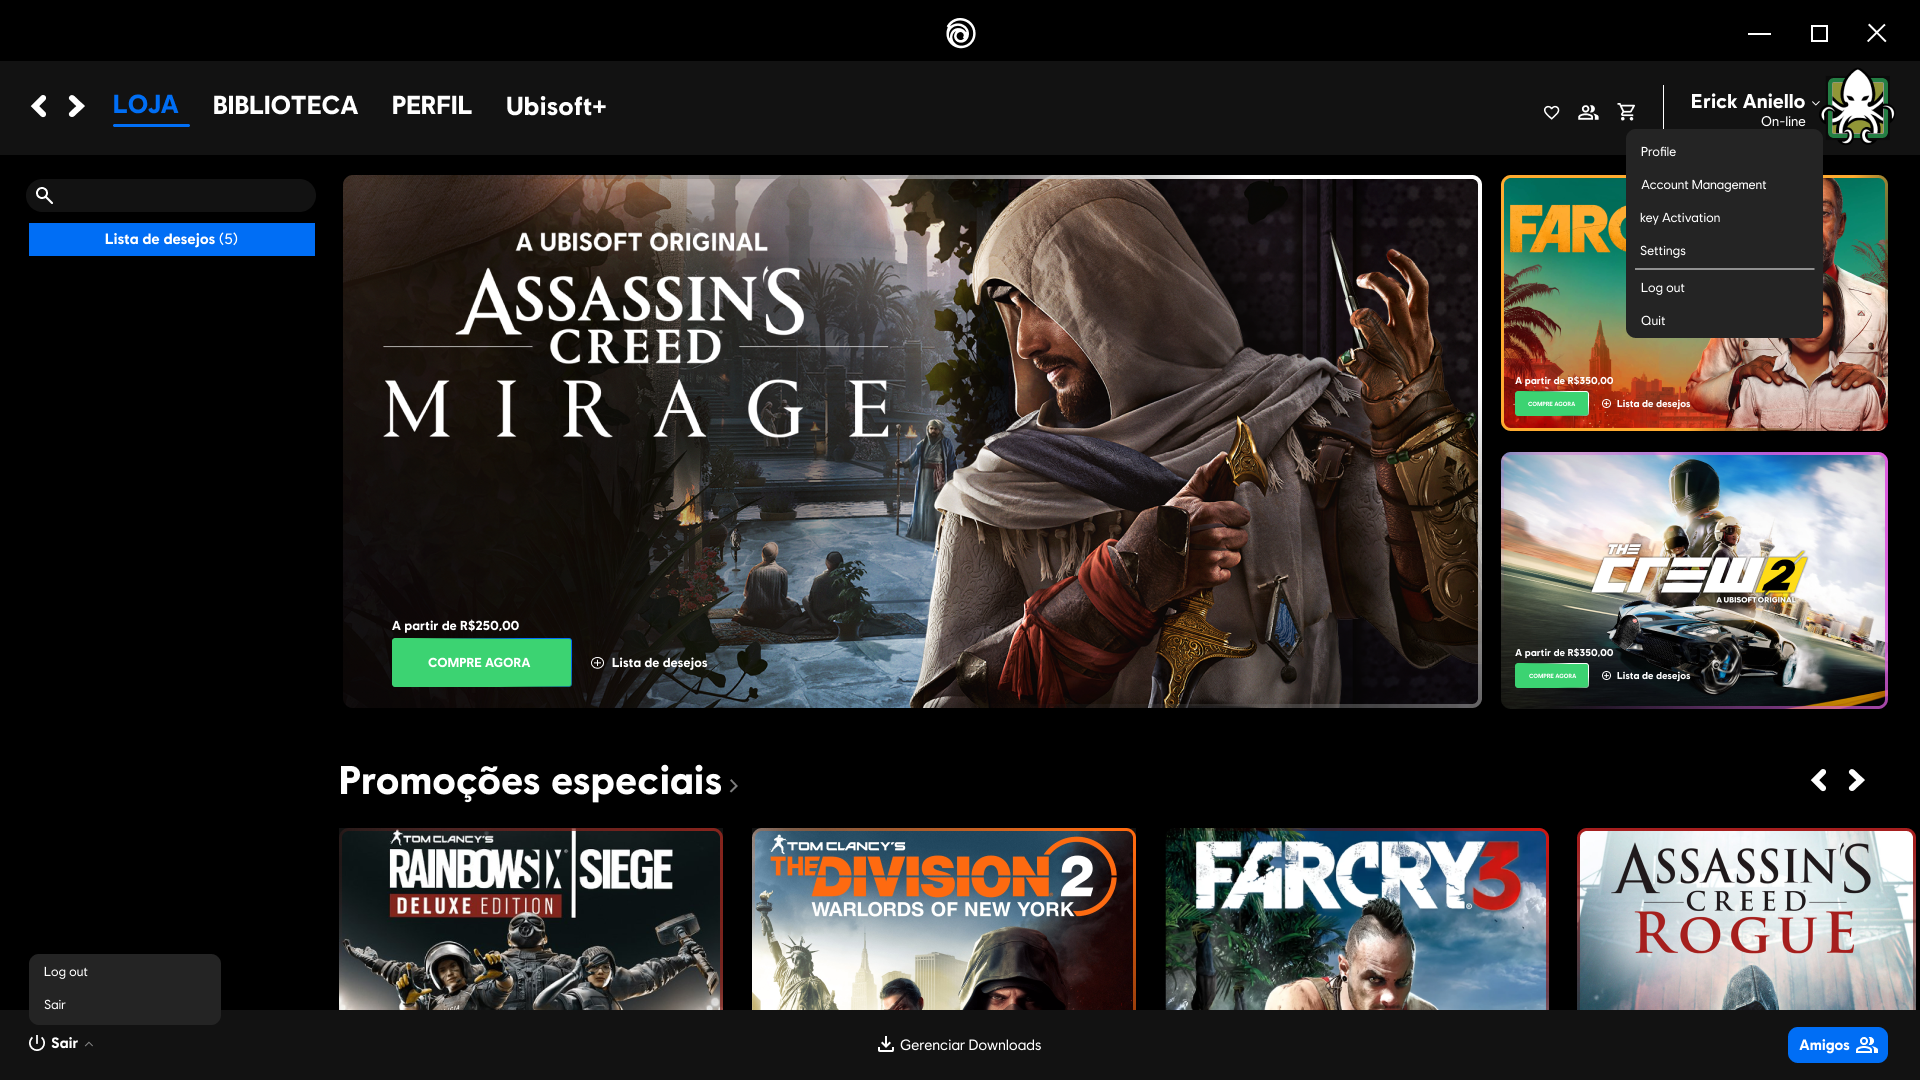 LOJA
BIBLIOTECA
PERFIL
Ubisoft+
Erick Aniello
On-line
Profile
Account Management
key Activation
Settings
Log out
Quit
Lista de desejos (5)
A UBISOFT ORIGINAL
ASSASSIN'S
CREED
MIRAGE
A partir de R$250,00
COMPRE AGORA
Lista de desejos
FARC
A partir de R$350,00
COMPRE AGORA
Lista de desejos
THE
CREW 2
A UBISOFT ORIGINAL
A partir de R$350,00
COMPRE AGORA
Lista de desejos
Promoções especiais
TOM CLANCY'S
RAINBOW SIX SIEGE
DELUXE EDITION
TOM CLANCY'S
THE DIVISION 2
WARLORDS OF NEW YORK
FARCRY 3
ASSASSIN'S
CREED
ROGUE
Log out
Sair
Sair
Gerenciar Downloads
Amigos